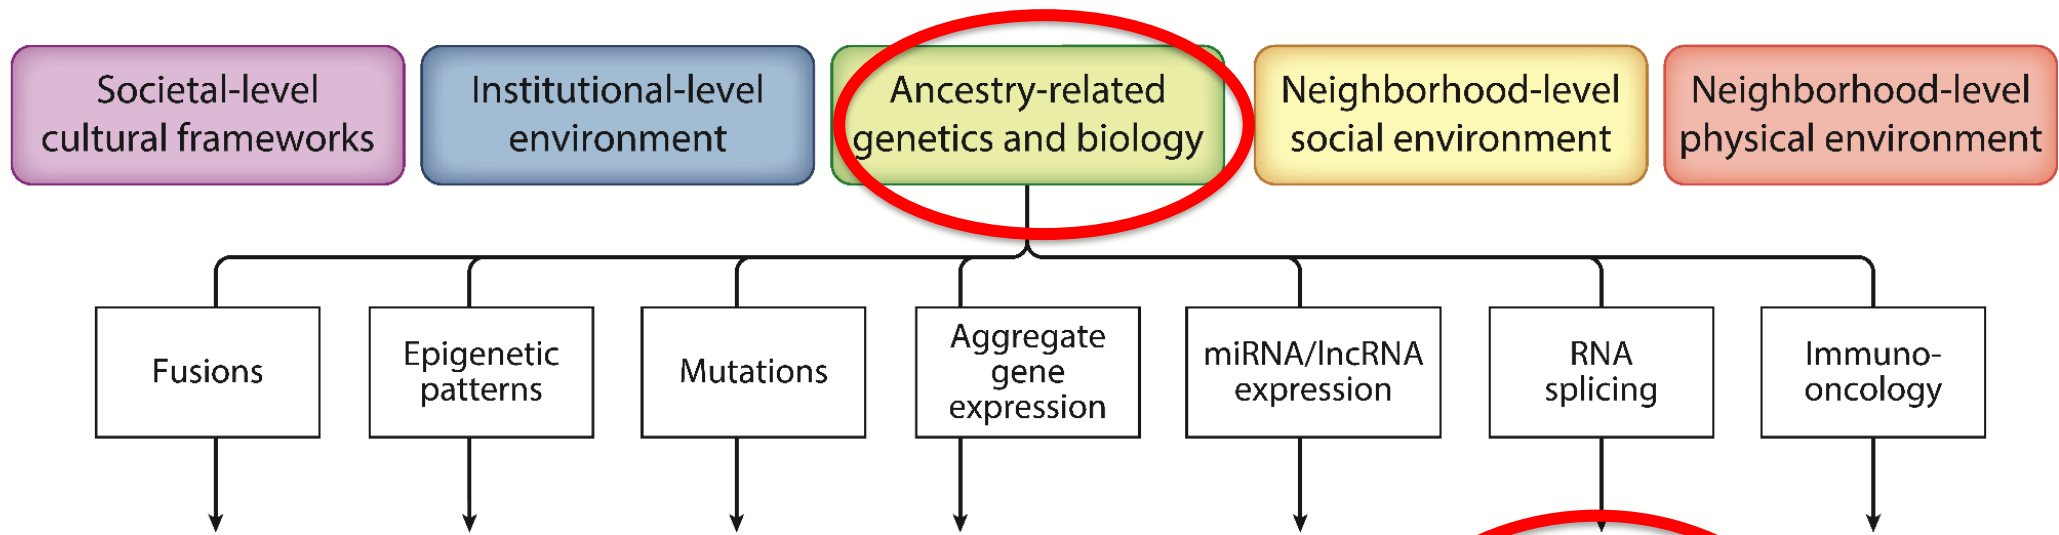 Societal-level
cultural frameworks
Institutional-level
environment
Ancestry-related
genetics and biology
Neighborhood-level
social environment
Neighborhood-level
physical environment
Fusions
Epigenetic
patterns
Mutations
Aggregate
gene
expression
miRNA/lncRNA
expression
RNA
splicing
Immuno-
oncology